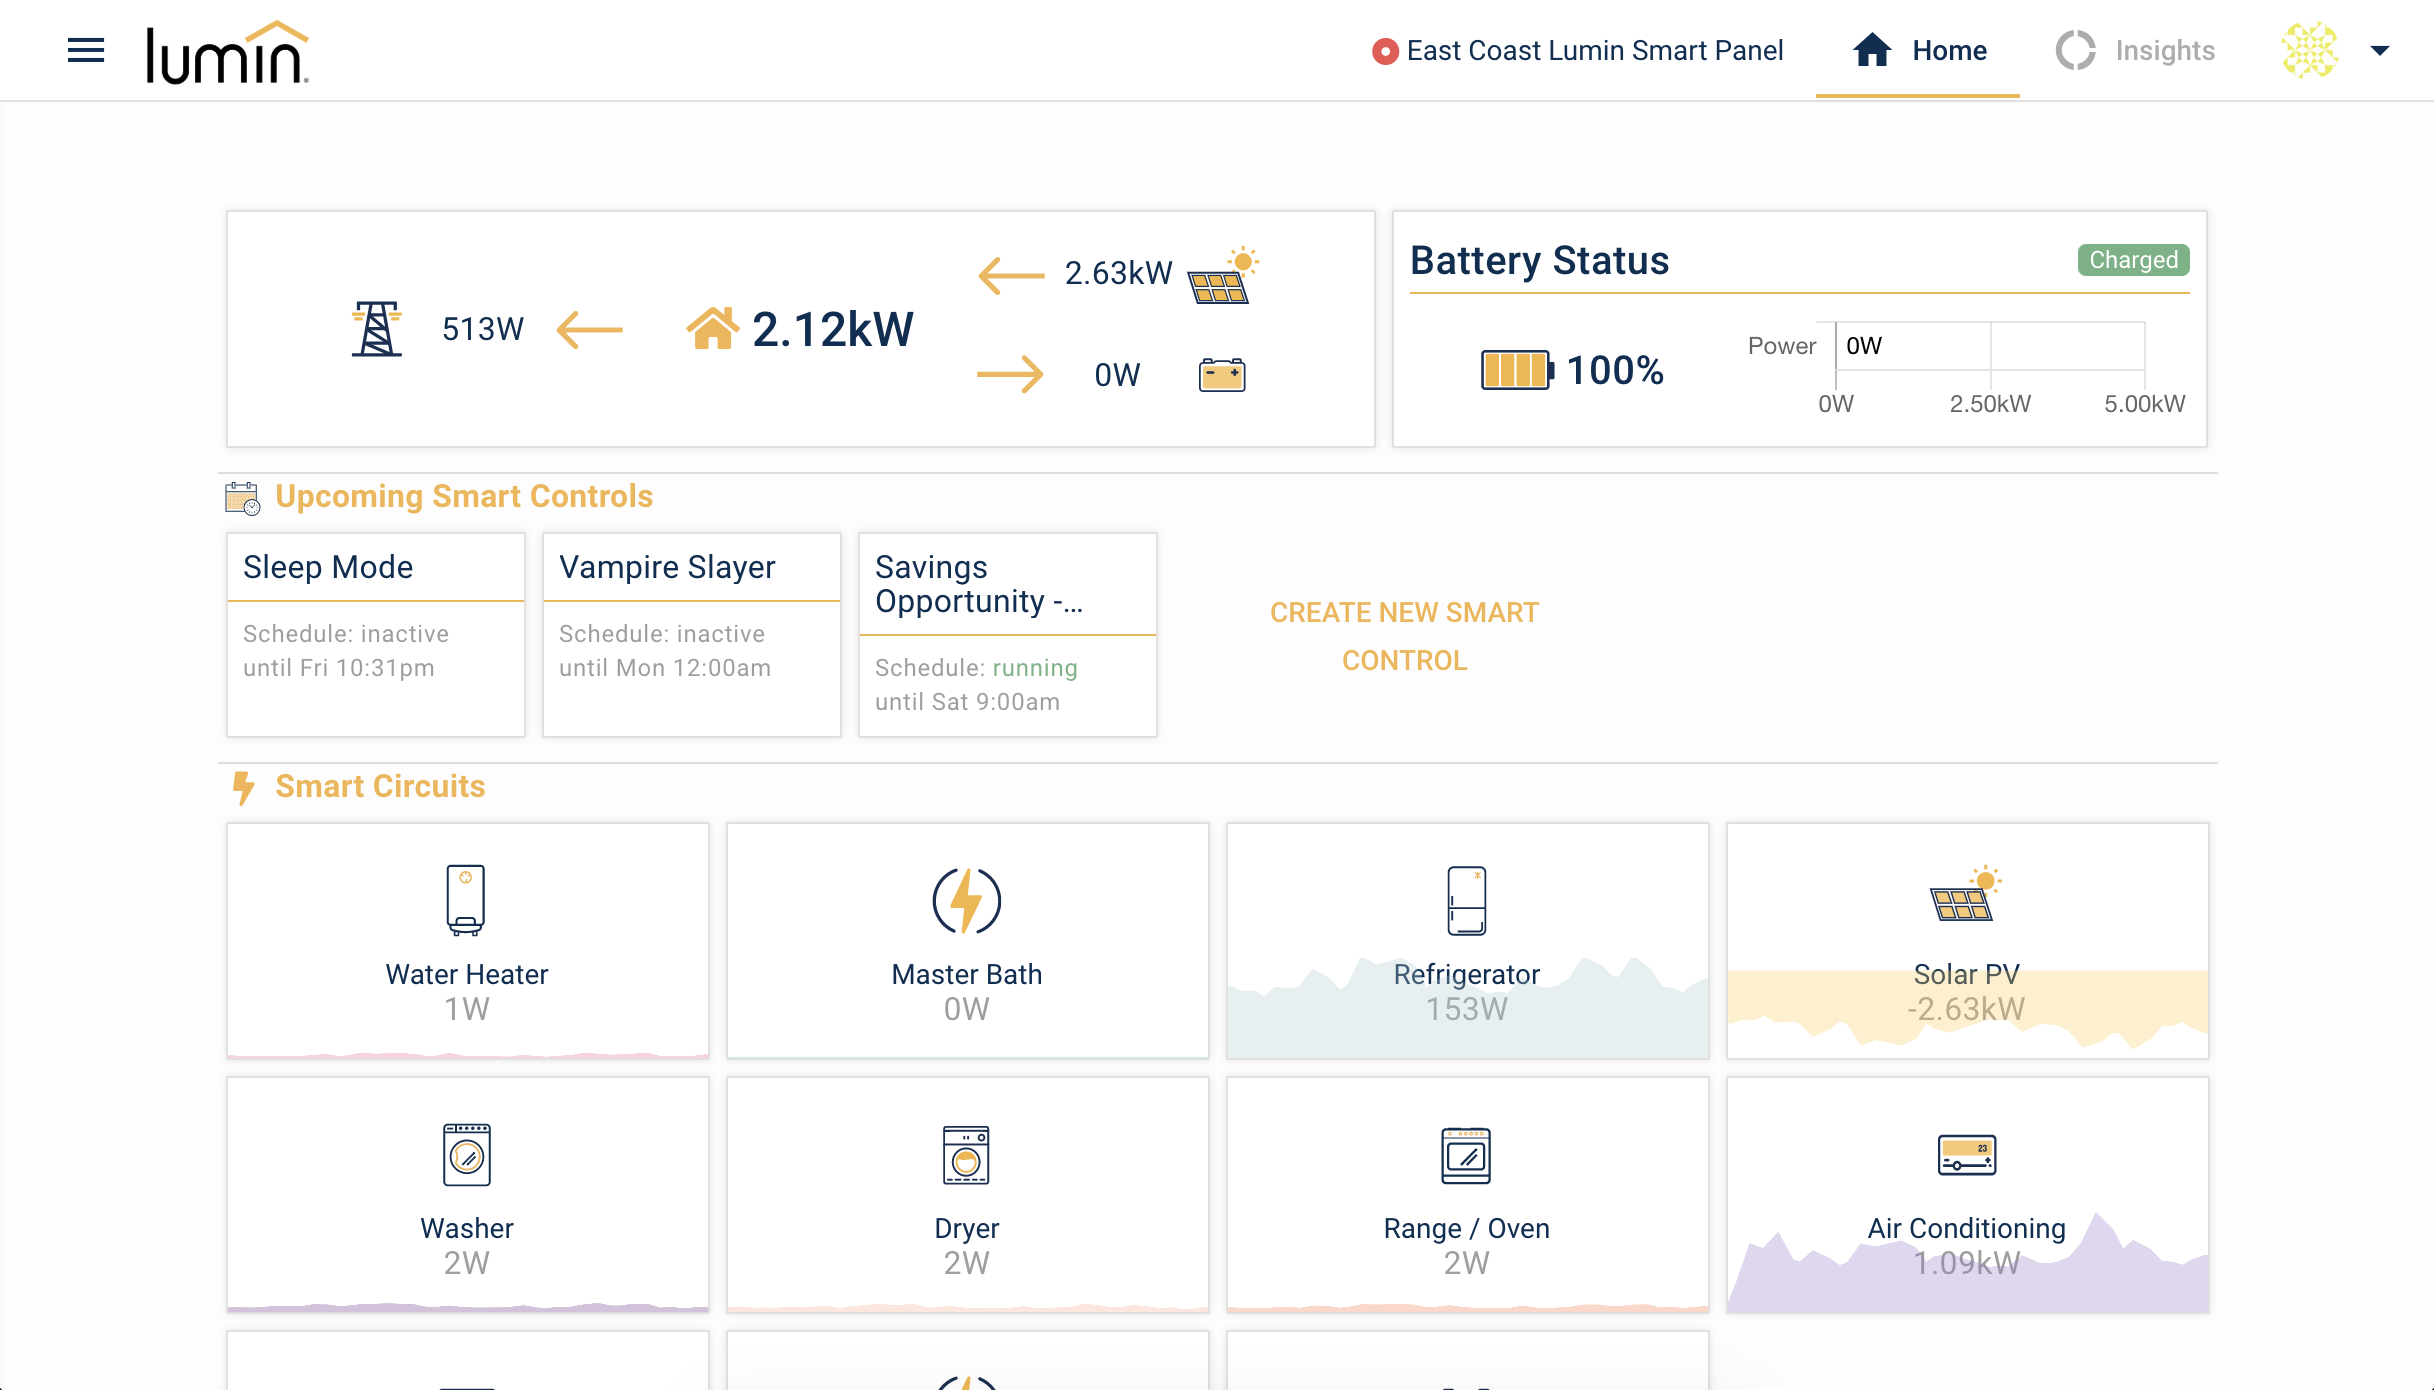 lumin
East Coast Lumin Smart Panel
Home
Insights
2.63kW
513W
2.12kW
0W
Battery Status
Charged
100%
Power
0W
0W
2.50kW
5.00kW
Upcoming Smart Controls
Sleep Mode
Schedule: inactive
until Fri 10:31pm
Vampire Slayer
Schedule: inactive
until Mon 12:00am
Savings
Opportunity -...
Schedule: running
until Sat 9:00am
CREATE NEW SMART
CONTROL
Smart Circuits
Water Heater
1W
Master Bath
0W
Refrigerator
153W
Solar PV
-2.63kW
Washer
2W
Dryer
2W
Range / Oven
2W
23
Air Conditioning
1.09kW